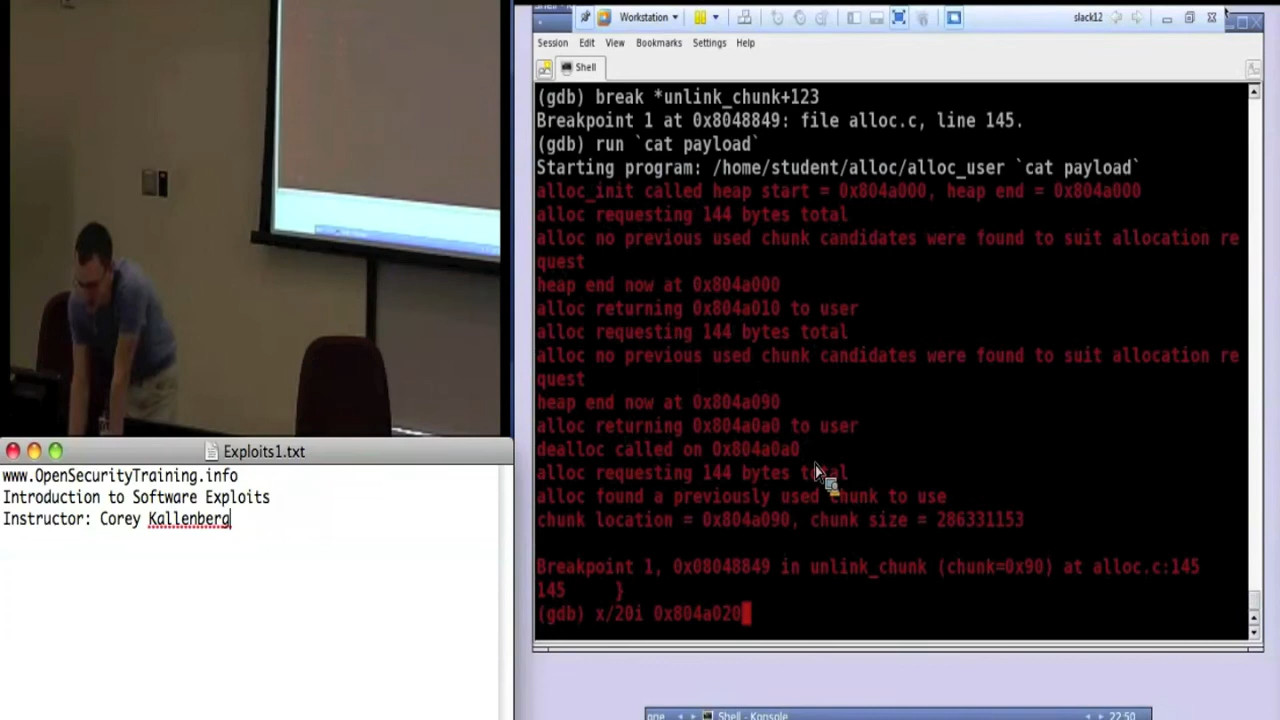 Workstation
slack12
Session Edit View Bookmarks Settings Help
Shell
(gdb) break *unlink_chunk+123
Breakpoint 1 at 0x8048849: file alloc.c, line 145.
(gdb) run `cat payload`
Starting program: /home/student/alloc/alloc_user `cat payload`
alloc_init called heap start = 0x804a000, heap end = 0x804a000
alloc requesting 144 bytes total
alloc no previous used chunk candidates were found to suit allocation re
quest
heap end now at 0x804a000
alloc returning 0x804a010 to user
alloc requesting 144 bytes total
alloc no previous used chunk candidates were found to suit allocation re
quest
heap end now at 0x804a090
alloc returning 0x804a0a0 to user
dealloc called on 0x804a0a0
alloc requesting 144 bytes total
alloc found a previously used chunk to use
chunk location = 0x804a090, chunk size = 286331153
Breakpoint 1, 0x08048849 in unlink_chunk (chunk=0x90) at alloc.c:145
145 }
(gdb) x/20i 0x804a020
Exploits1.txt
www.OpenSecurityTraining.info
Introduction to Software Exploits
Instructor: Corey Kallenberg
Shell - Konsole
22:50